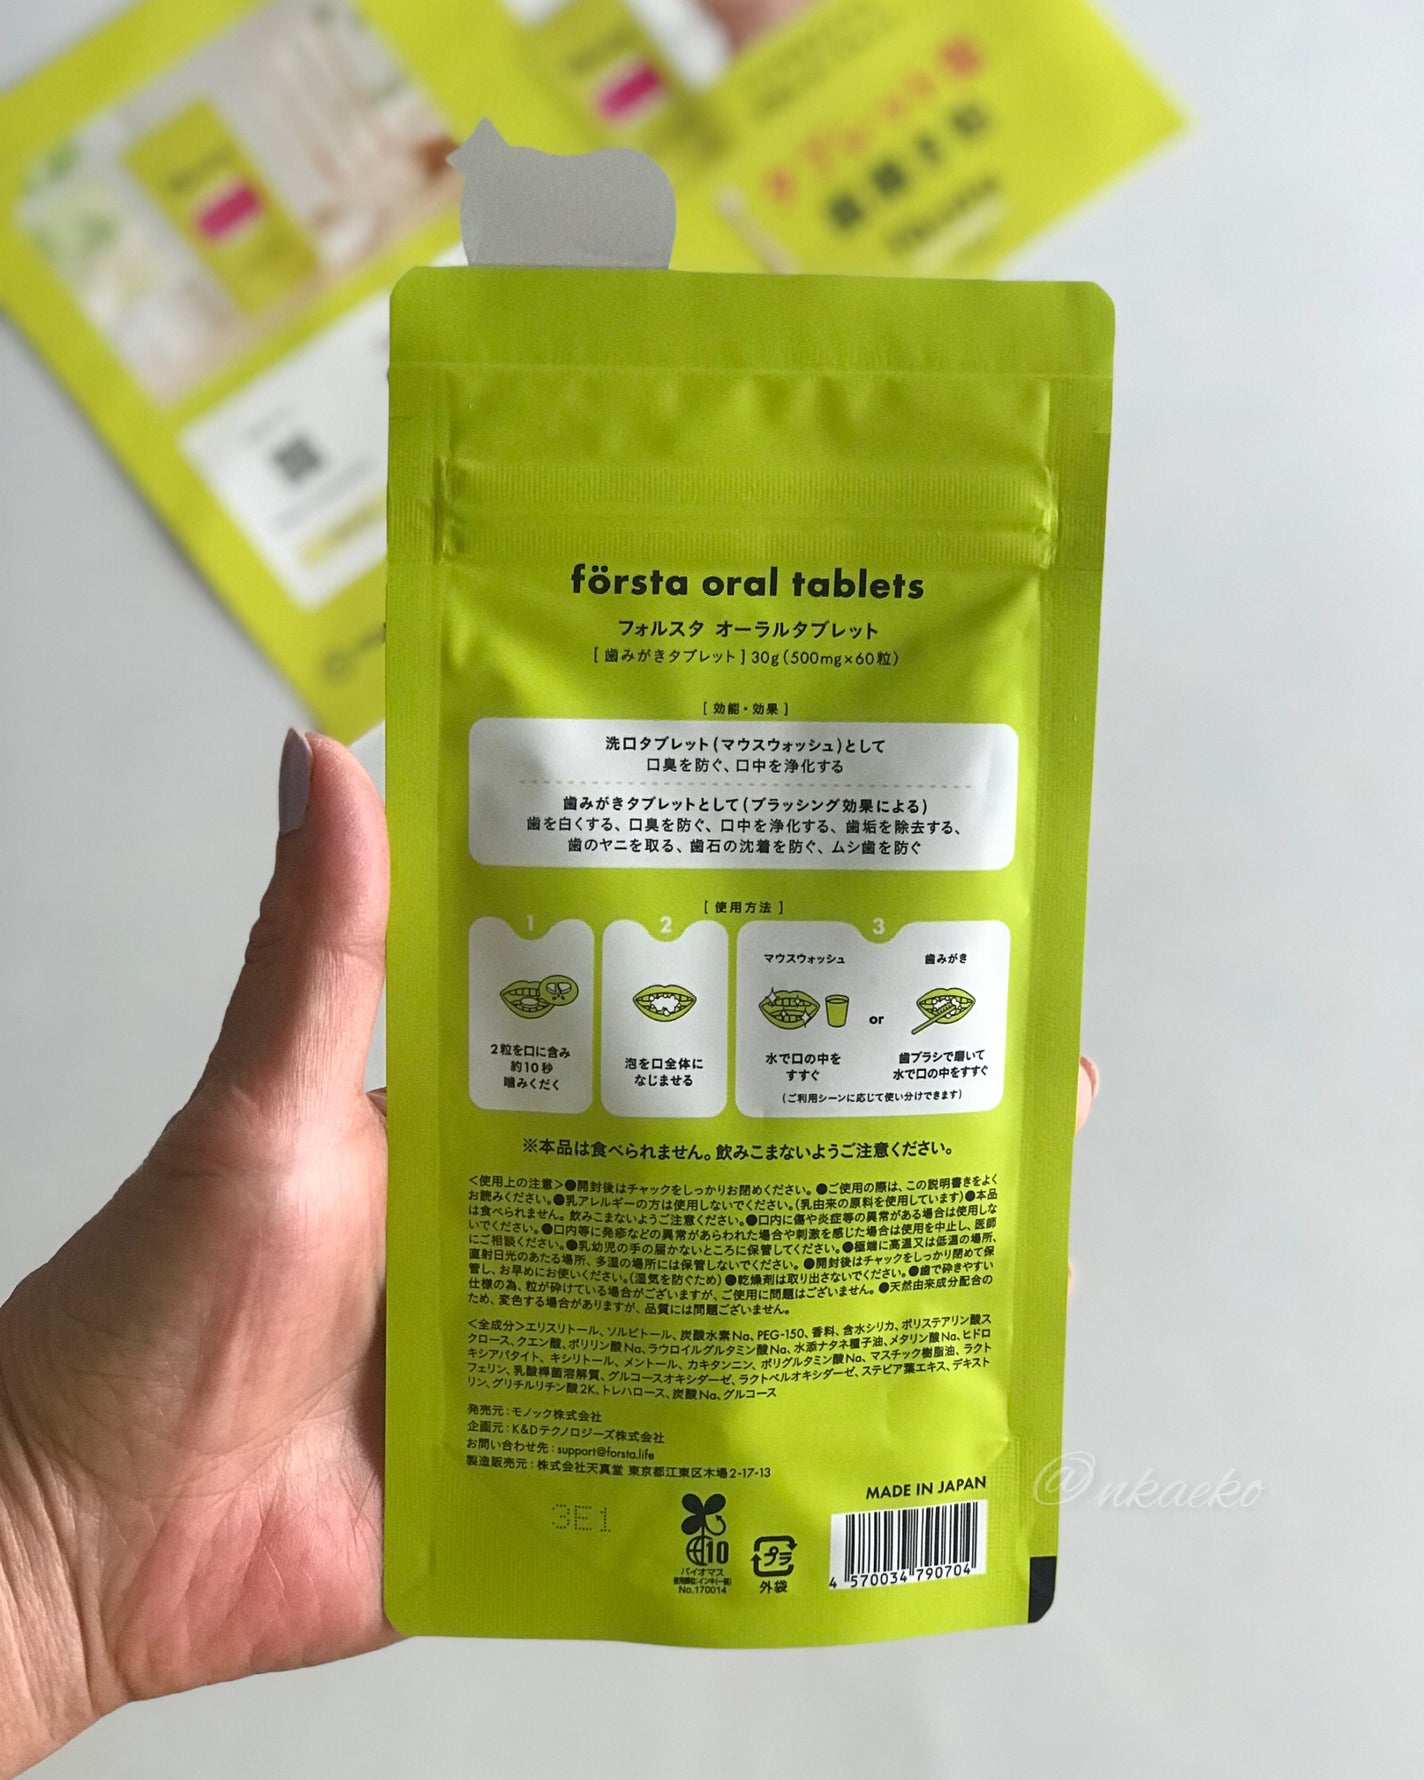 första oral tablets
フォルスタ オーラルタブレット
[ 歯みがきタブレット ] 30g (500mg×60粒)
[ 効能・効果 ]
洗口タブレット(マウスウォッシュ)として
口臭を防ぐ、口中を浄化する
歯みがきタブレットとして(ブラッシング効果による)
歯を白くする、口臭を防ぐ、口中を浄化する、歯垢を除去する、
歯のヤニを取る、歯石の沈着を防ぐ、ムシ歯を防ぐ
[ 使用方法 ]
1
2粒を口に含み
約10秒
噛みくだく
2
泡を口全体に
なじませる
3
マウスウォッシュ
水で口の中を
すすぐ
or
歯みがき
歯ブラシで磨いて
水で口の中をすすぐ
(ご利用シーンに応じて使い分けできます)
※本品は食べられません。飲みこまないようご注意ください。
<使用上の注意>●開封後はチャックをしっかりお閉めください。●ご使用の際は、この説明書きをよく
お読みください。●乳アレルギーの方は使用しないでください。(乳由来の原料を使用しています)●本品
は食べられません。飲みこまないようご注意ください。●口内に傷や炎症等の異常がある場合は使用しな
いでください。●口内等に発疹などの異常があらわれた場合や刺激を感じた場合は使用を中止し、医師
にご相談ください。●乳幼児の手の届かないところに保管してください。●極端に高温又は低温の場所、
直射日光のあたる場所、多湿の場所には保管しないでください。●開封後はチャックをしっかり閉めて保
管し、お早めにお使いください。(湿気を防ぐため)●乾燥剤は取り出さないでください。●歯で砕きやすい
仕様の為、粒が砕けている場合がございますが、ご使用に問題はございません。●天然由来成分配合の
ため、変色する場合がありますが、品質には問題ございません。
<全成分>エリスリトール、ソルビトール、炭酸水素Na、PEG-150、香料、含水シリカ、ポリステアリン酸ス
クロース、クエン酸、ポリリン酸Na、ラウロイルグルタミン酸Na、水添ナタネ種子油、メタリン酸Na、ヒドロ
キシアパタイト、キシリトール、メントール、カキタンニン、ポリグルタミン酸Na、マスチック樹脂油、ラクト
フェリン、乳酸桿菌溶解質、グルコースオキシダーゼ、ラクトペルオキシダーゼ、ステビア葉エキス、デキスト
リン、グリチルリチン酸2K、トレハロース、炭酸Na、グルコース
発売元:モノック株式会社
企画元:K&Dテクノロジーズ株式会社
お問い合わせ先:support@forsta.life
製造販売元:株式会社天真堂 東京都江東区木場2-17-13
MADE IN JAPAN
3E1
10
バイオマス
No.170014
プラ
外袋
4 570034 790704
@nkaeko